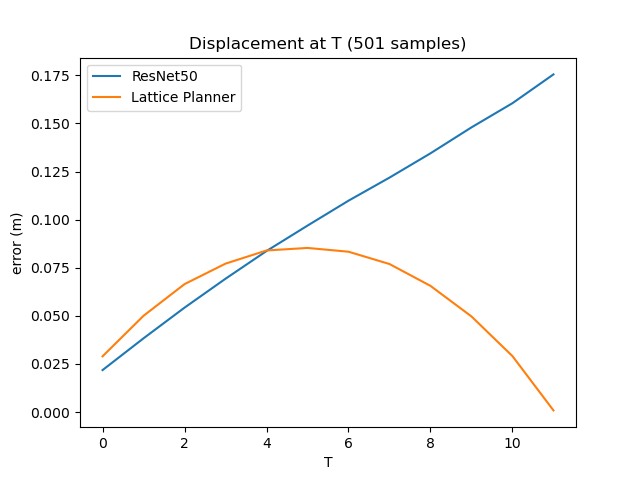 Displacement at T (501 samples)
ResNet50
Lattice Planner
error (m)
0.175
0.150
0.125
0.100
0.075
0.050
0.025
0.000
0 2 4 6 8 10
T